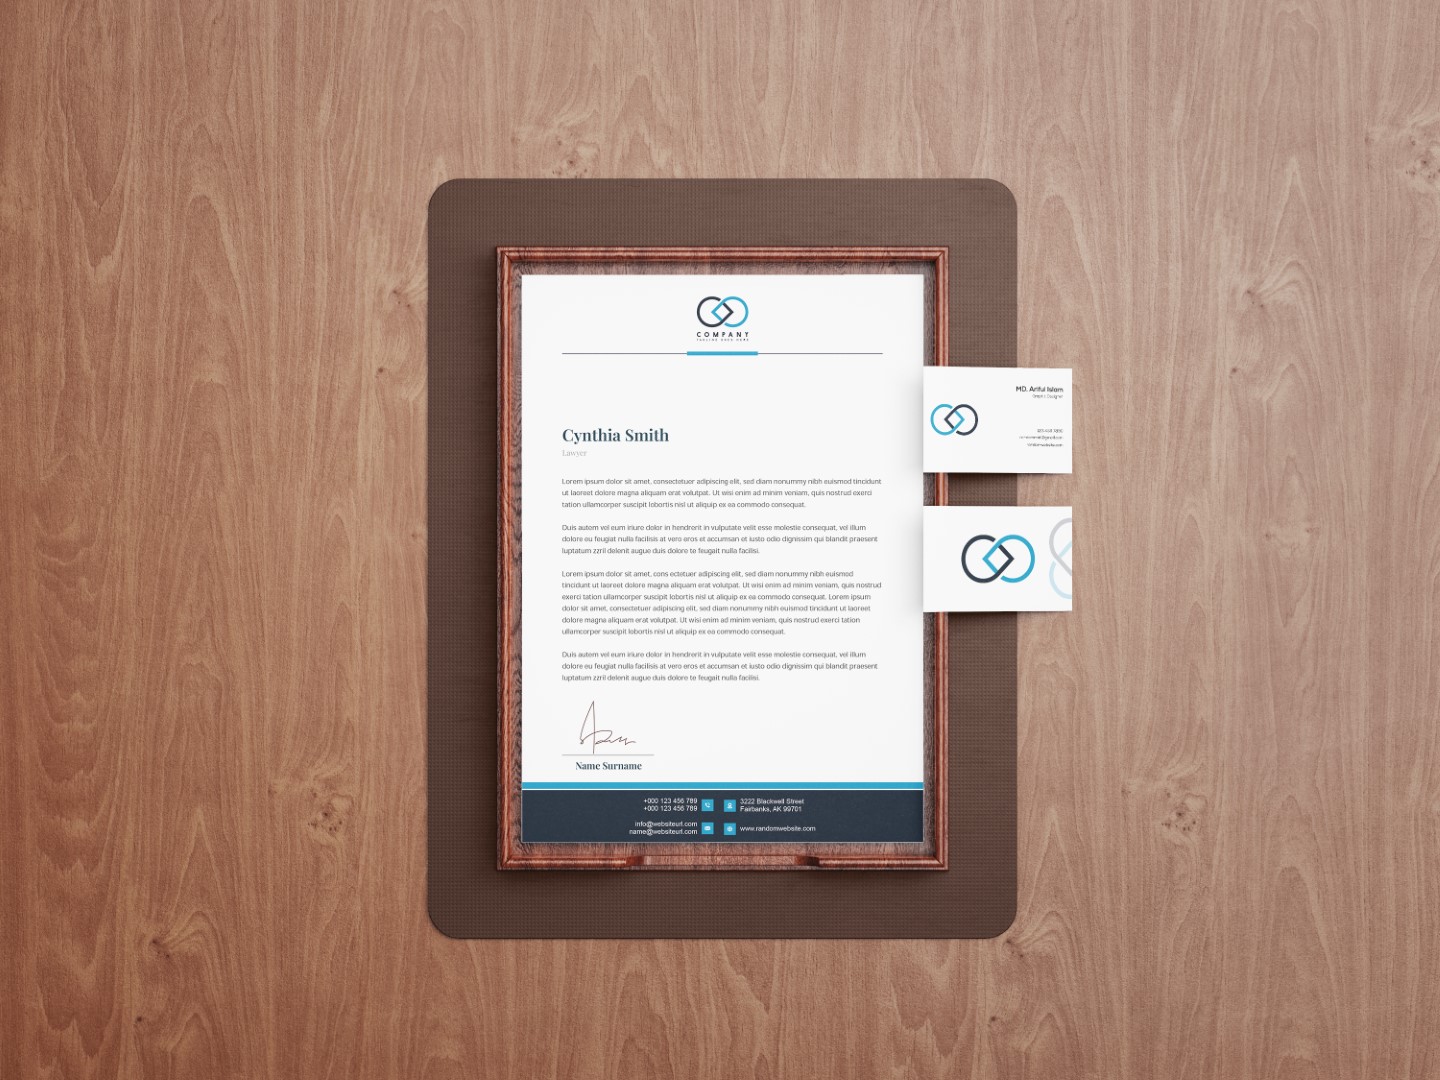 COMPANY
TAGLINE GOES HERE
Cynthia Smith
Lawyer
Lorem ipsum dolor sit amet, consectetuer adipiscing elit, sed diam nonummy nibh euismod tincidunt
ut laoreet dolore magna aliquam erat volutpat. Ut wisi enim ad minim veniam, quis nostrud exerci
tation ullamcorper suscipit lobortis nisl ut aliquip ex ea commodo consequat.
Duis autem vel eum iriure dolor in hendrerit in vulputate velit esse molestie consequat, vel illum
dolore eu feugiat nulla facilisis at vero eros et accumsan et iusto odio dignissim qui blandit praesent
luptatum zzril delenit augue duis dolore te feugait nulla facilisi.
Lorem ipsum dolor sit amet, cons ectetuer adipiscing elit, sed diam nonummy nibh euismod
tincidunt ut laoreet dolore magna aliquam erat volutpat. Ut wisi enim ad minim veniam, quis nostrud
exerci tation ullamcorper suscipit lobortis nisl ut aliquip ex ea commodo consequat. Lorem ipsum
dolor sit amet, consectetuer adipiscing elit, sed diam nonummy nibh euismod tincidunt ut laoreet
dolore magna aliquam erat volutpat. Ut wisi enim ad minim veniam, quis nostrud exerci tation
ullamcorper suscipit lobortis nisl ut aliquip ex ea commodo consequat.
Duis autem vel eum iriure dolor in hendrerit in vulputate velit esse molestie consequat, vel illum
dolore eu feugiat nulla facilisis at vero eros et accumsan et iusto odio dignissim qui blandit praesent
luptatum zzril delenit augue duis dolore te feugait nulla facilisi.
Name Surname
+000 123 456 789
+000 123 456 789
info@websiteurl.com
name@websiteurl.com
3222 Blackwell Street
Fairbanks, AK 99701
www.randomwebsite.com
MD. Ariful Islam
Graphic Designer
randomwebsite.com